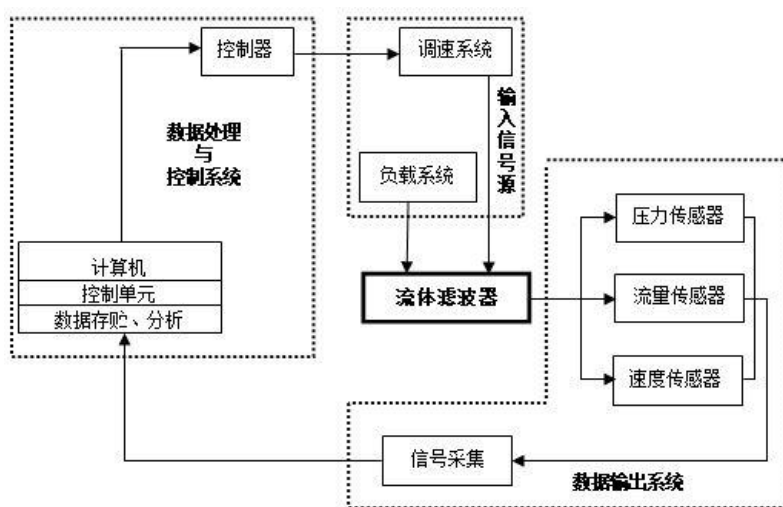 控制器
调速系统
数据处理
与
控制系统
输入信号源
负载系统
计算机
控制单元
数据存贮、分析
流体滤波器
压力传感器
流量传感器
速度传感器
信号采集
数据输出系统